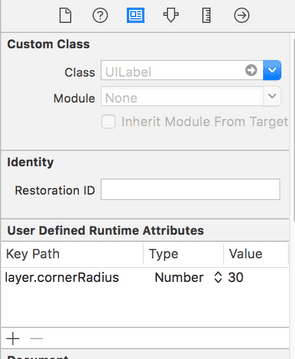 Custom Class
Class UILabel
Module None
Inherit Module From Target
Identity
Restoration ID
User Defined Runtime Attributes
Key Path Type Value
layer.cornerRadius Number 30
Document